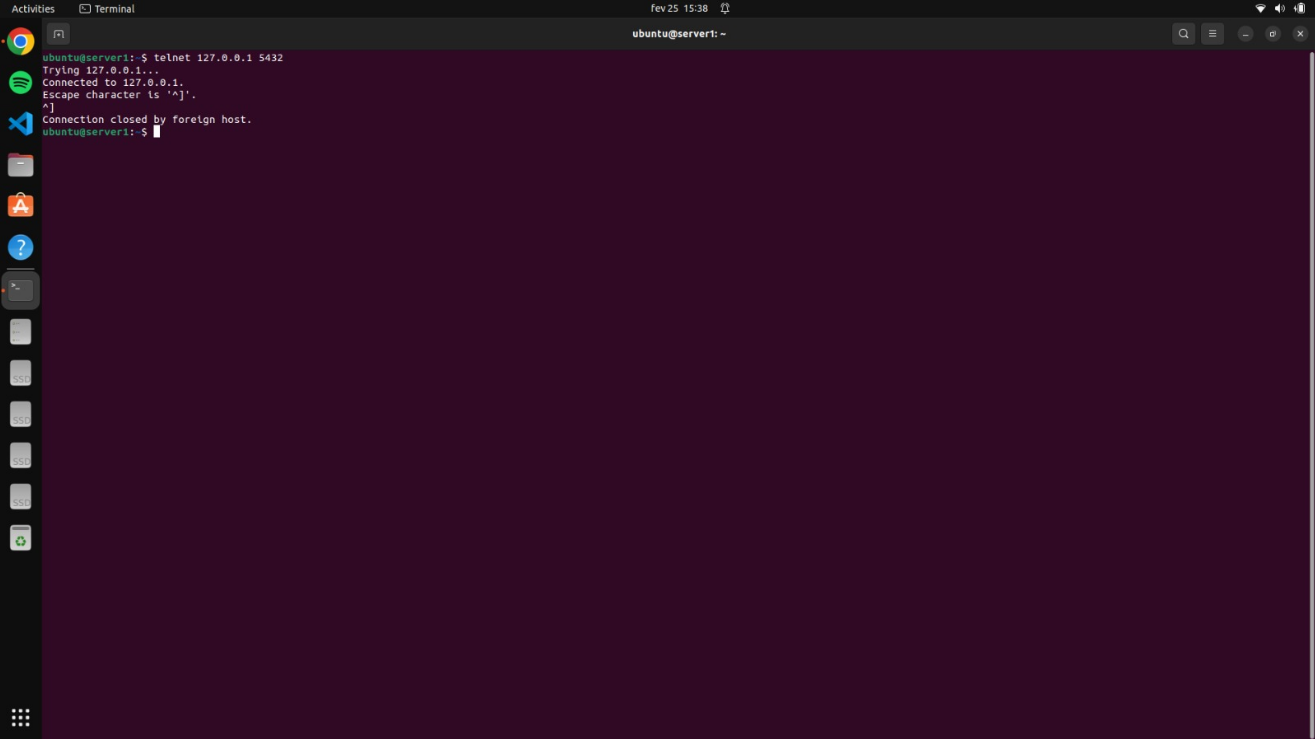 Activities
Terminal
fev 25 15:38
ubuntu@server1: ~
ubuntu@server1:~$ telnet 127.0.0.1 5432
Trying 127.0.0.1...
Connected to 127.0.0.1.
Escape character is '^]'.
^]
Connection closed by foreign host.
ubuntu@server1:~$
SSD
SSD
SSD
SSD